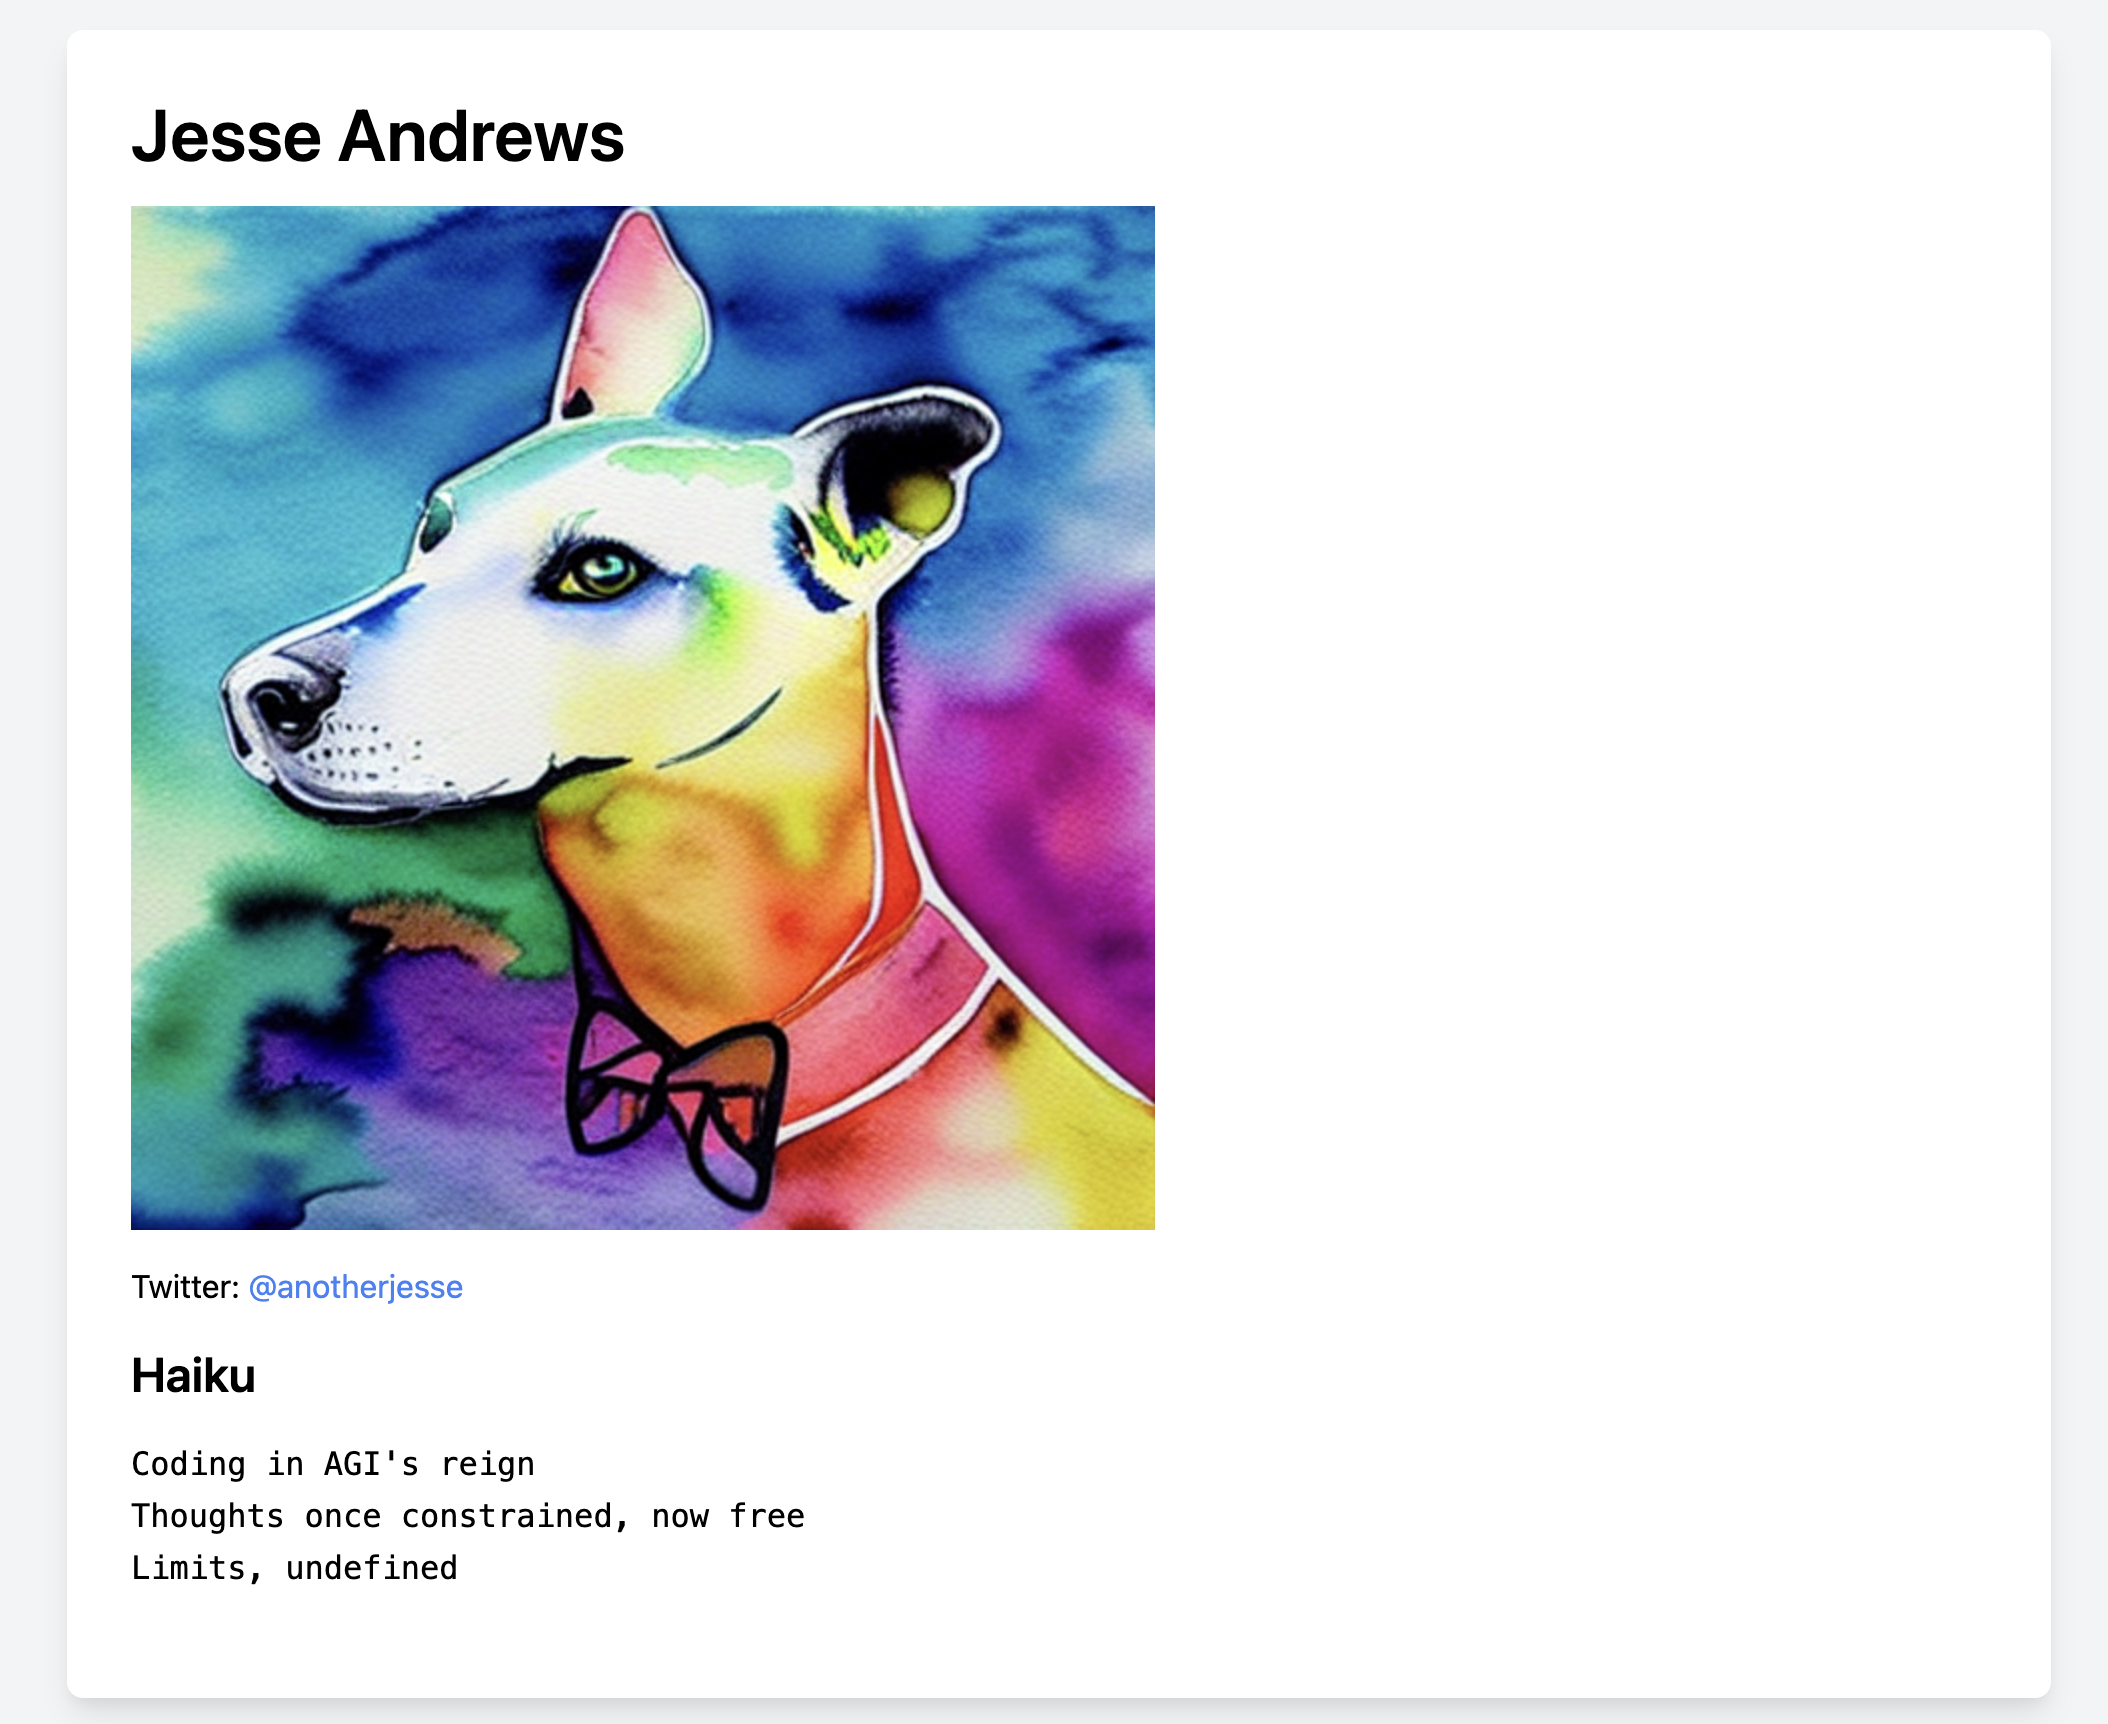 Jesse Andrews
Twitter: @anotherjesse
Haiku
Coding in AGI's reign
Thoughts once constrained, now free
Limits, undefined